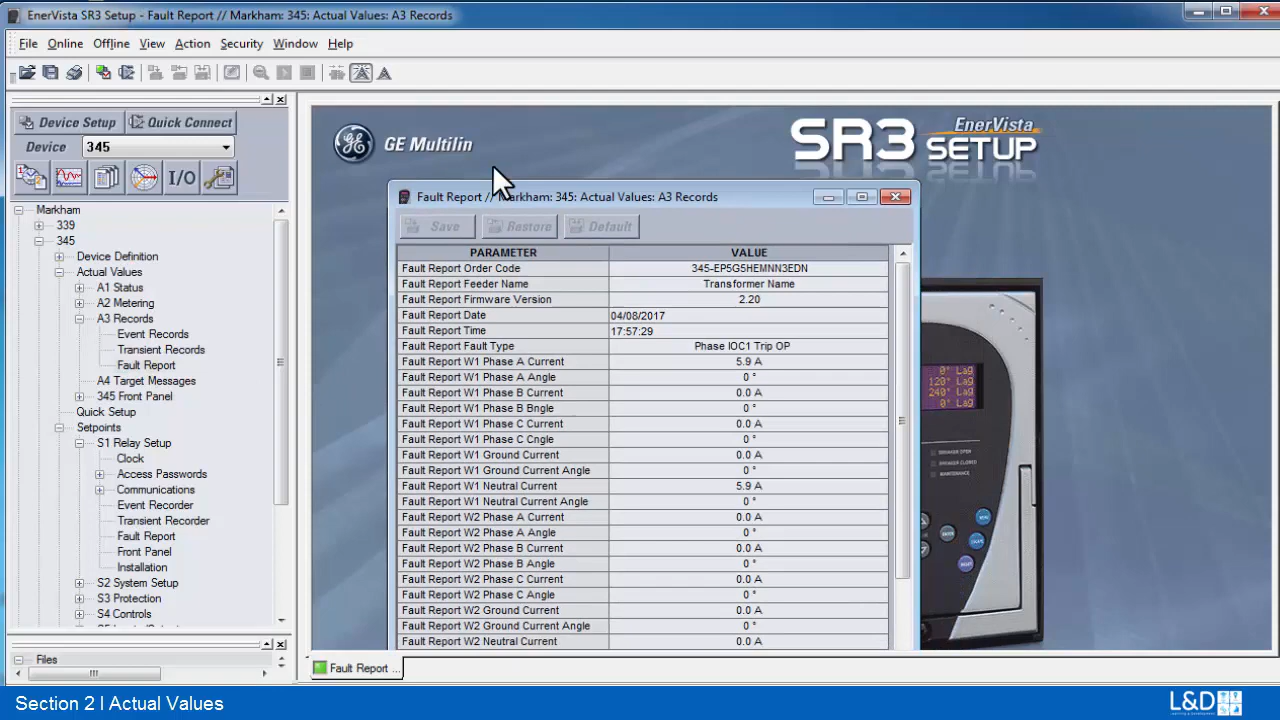 EnerVista SR3 Setup - Fault Report // Markham: 345: Actual Values: A3 Records
File Online Offline View Action Security Window Help
Device Setup Quick Connect
Device 345
I/O
Markham
339
345
Device Definition
Actual Values
A1 Status
A2 Metering
A3 Records
Event Records
Transient Records
Fault Report
A4 Target Messages
345 Front Panel
Quick Setup
Setpoints
S1 Relay Setup
Clock
Access Passwords
Communications
Event Recorder
Transient Recorder
Fault Report
Front Panel
Installation
S2 System Setup
S3 Protection
S4 Controls
Files
GE Multilin
EnerVista
SR3 SETUP
Fault Report // Markham: 345: Actual Values: A3 Records
Save Restore Default
PARAMETER VALUE
Fault Report Order Code 345-EP5G5HEMNN3EDN
Fault Report Feeder Name Transformer Name
Fault Report Firmware Version 2.20
Fault Report Date 04/08/2017
Fault Report Time 17:57:29
Fault Report Fault Type Phase IOC1 Trip OP
Fault Report W1 Phase A Current 5.9 A
Fault Report W1 Phase A Angle 0 °
Fault Report W1 Phase B Current 0.0 A
Fault Report W1 Phase B Bngle 0 °
Fault Report W1 Phase C Current 0.0 A
Fault Report W1 Phase C Cngle 0 °
Fault Report W1 Ground Current 0.0 A
Fault Report W1 Ground Current Angle 0 °
Fault Report W1 Neutral Current 5.9 A
Fault Report W1 Neutral Current Angle 0 °
Fault Report W2 Phase A Current 0.0 A
Fault Report W2 Phase A Angle 0 °
Fault Report W2 Phase B Current 0.0 A
Fault Report W2 Phase B Angle 0 °
Fault Report W2 Phase C Current 0.0 A
Fault Report W2 Phase C Angle 0 °
Fault Report W2 Ground Current 0.0 A
Fault Report W2 Ground Current Angle 0 °
Fault Report W2 Neutral Current 0.0 A
0° Lag
120° Lag
240° Lag
0° Lag
BREAKER OPEN
BREAKER CLOSED
MAINTENANCE
Fault Report ...
Section 2 I Actual Values
L&D